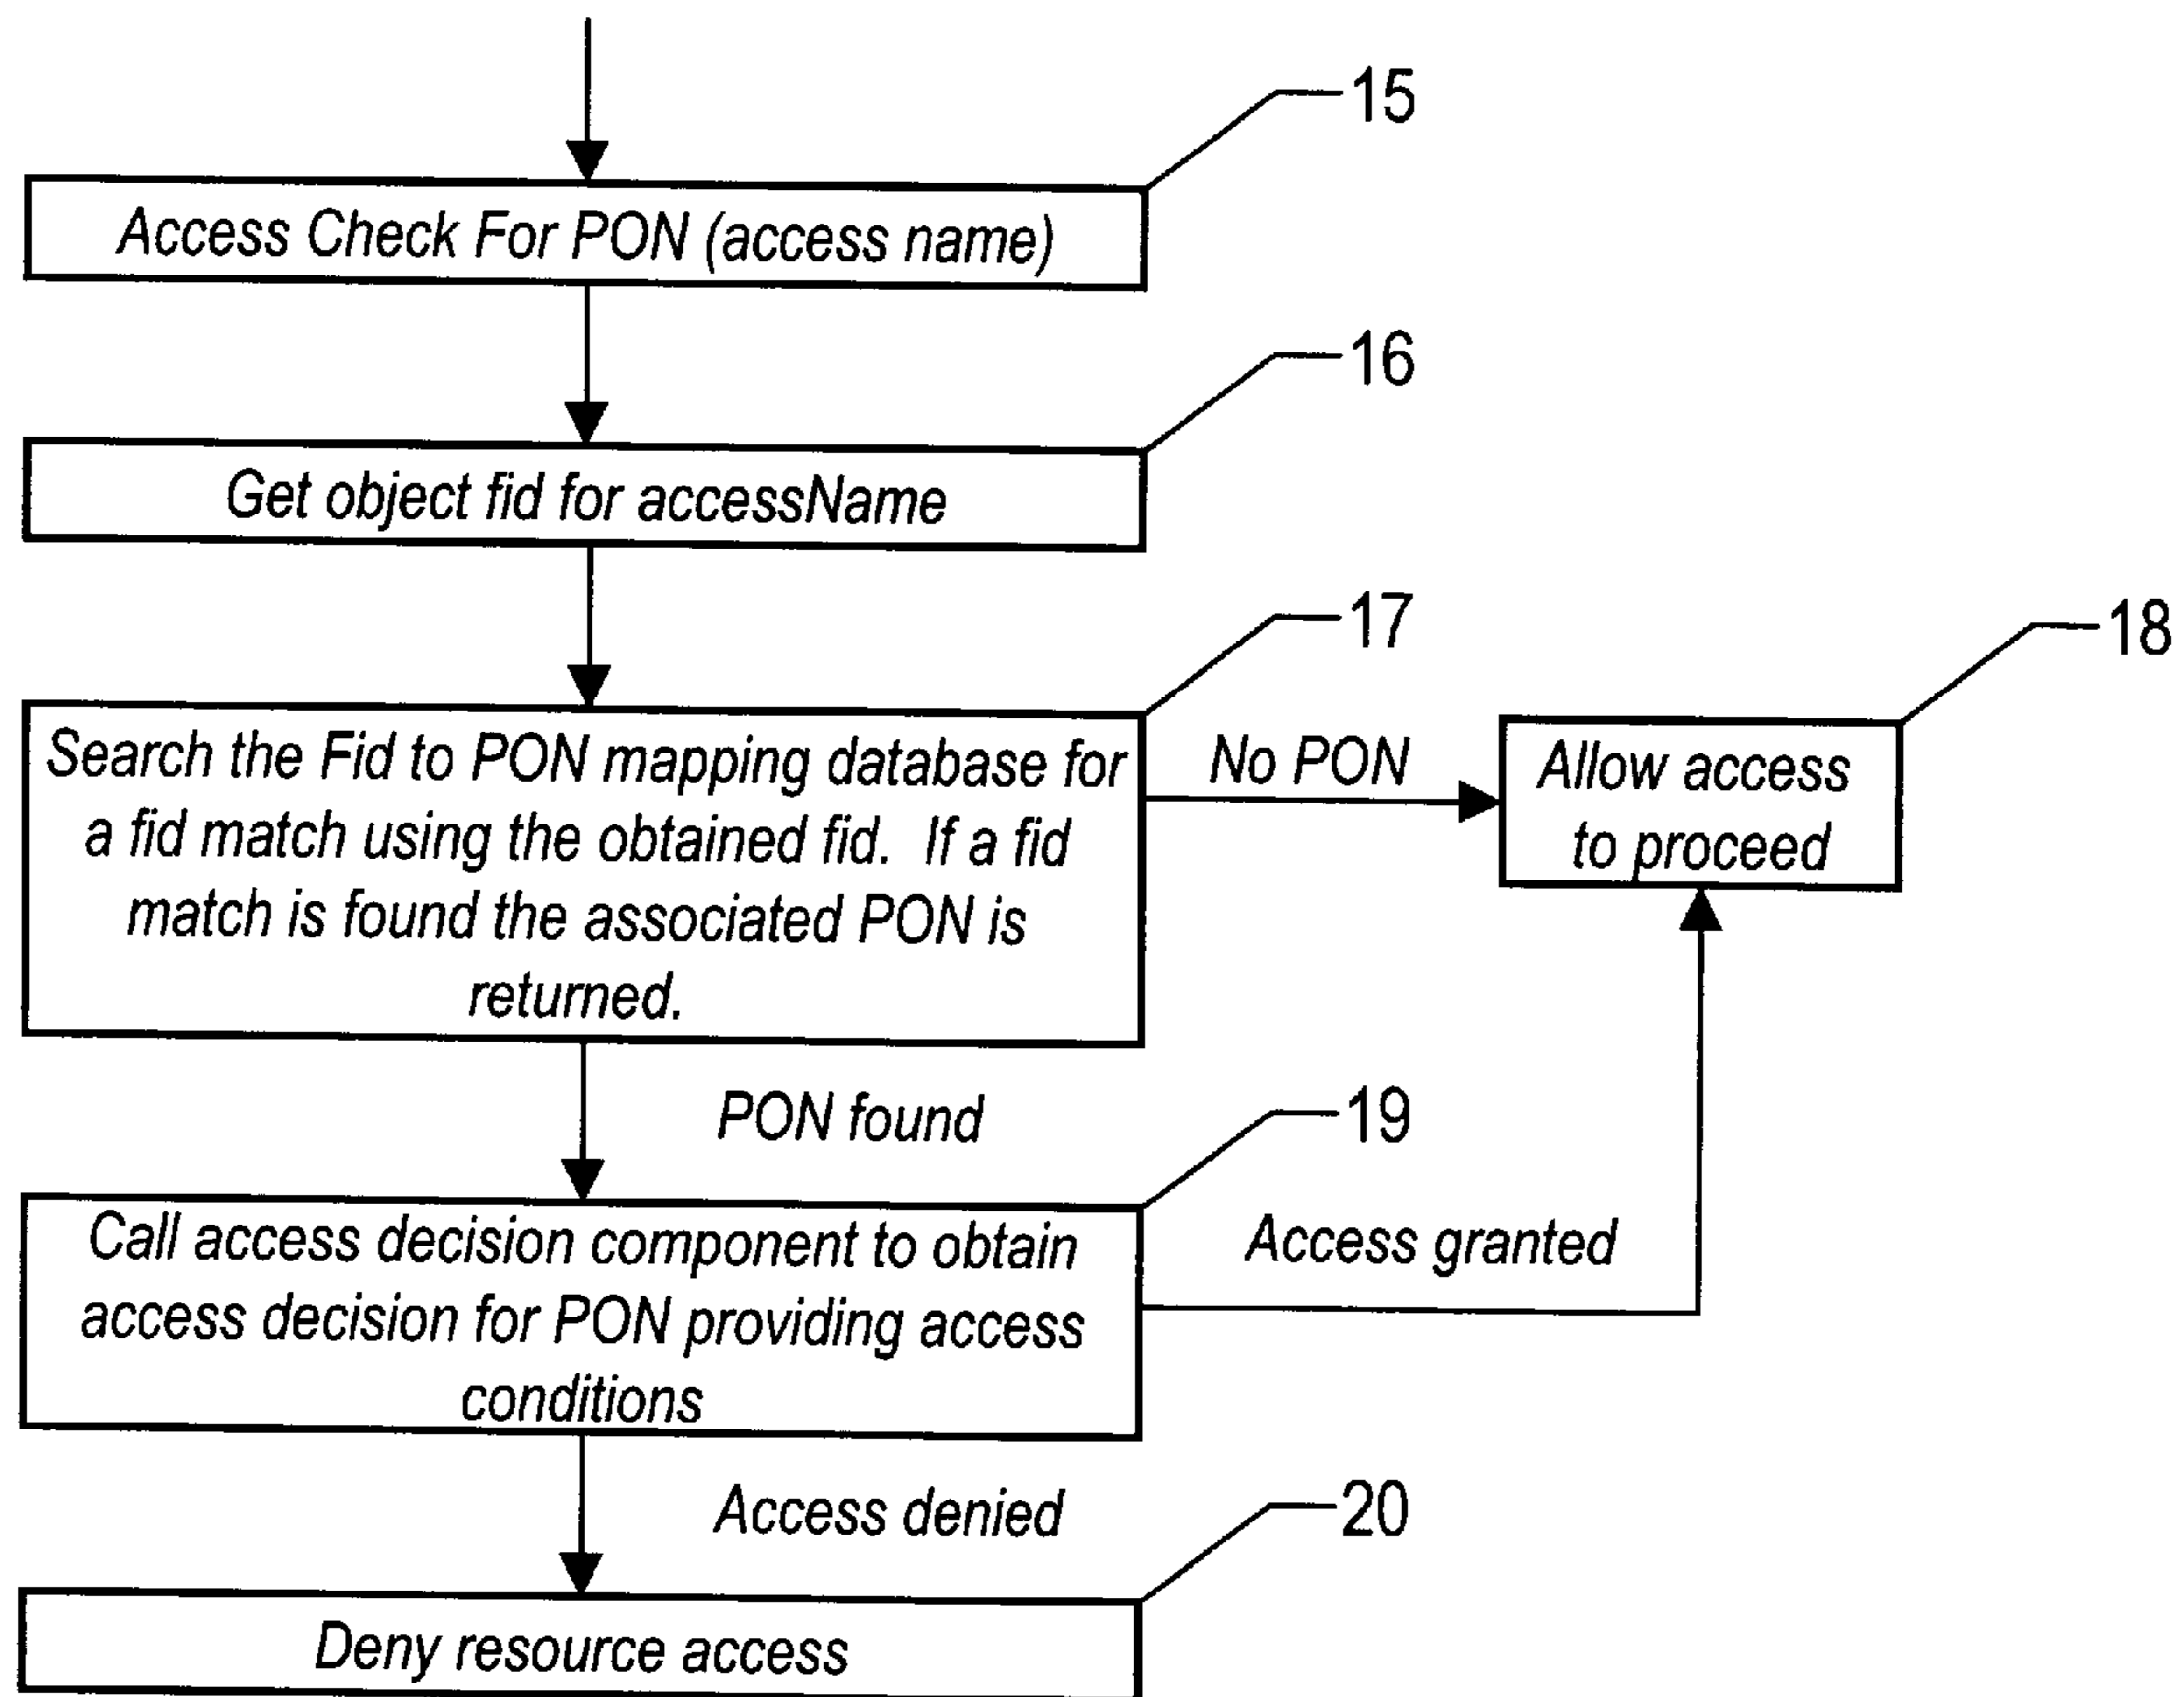 15
Access Check For PON (access name)
16
Get object fid for accessName
17
18
Search the Fid to PON mapping database for
a fid match using the obtained fid. If a fid
match is found the associated PON is
returned.
No PON
Allow access
to proceed
PON found
19
Call access decision component to obtain
access decision for PON providing access
conditions
Access granted
Access denied
20
Deny resource access